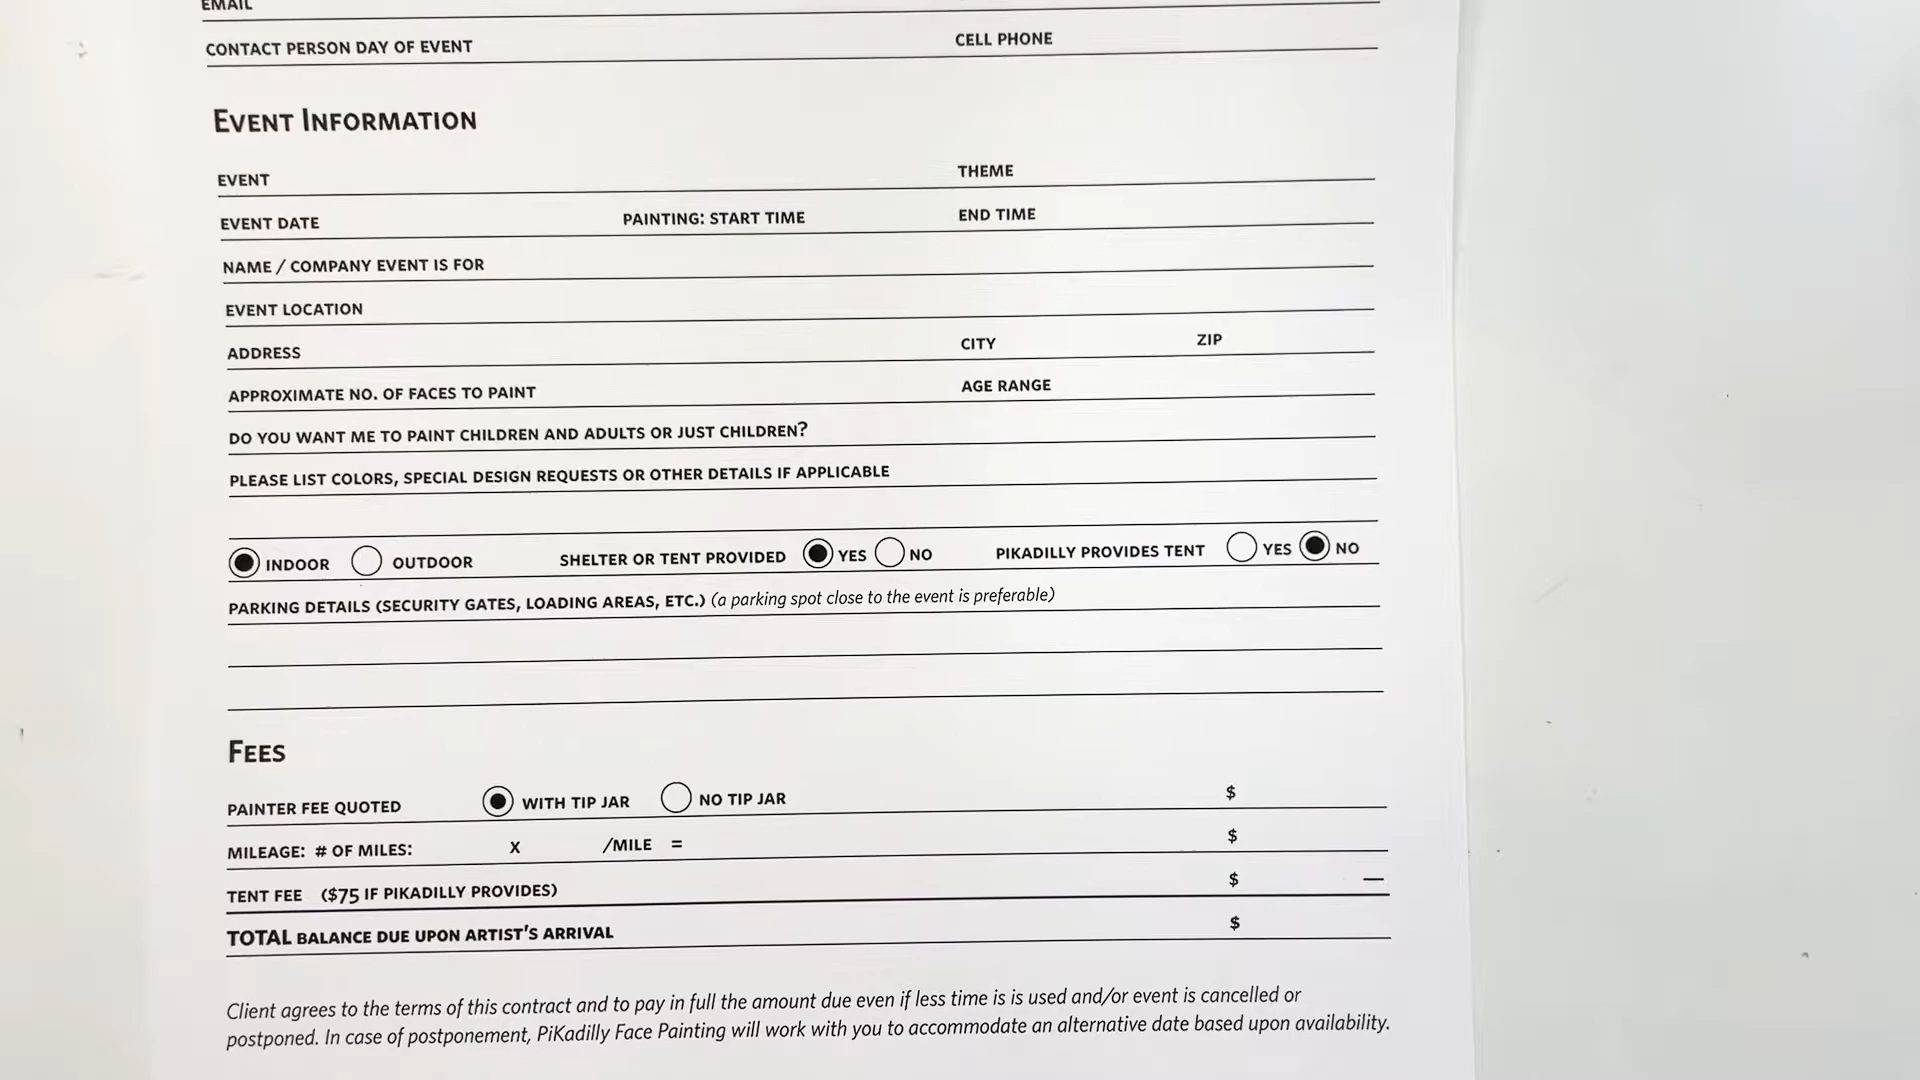 EMAIL
CONTACT PERSON DAY OF EVENT CELL PHONE
EVENT INFORMATION
EVENT THEME
EVENT DATE PAINTING: START TIME END TIME
NAME / COMPANY EVENT IS FOR
EVENT LOCATION
ADDRESS CITY ZIP
APPROXIMATE NO. OF FACES TO PAINT AGE RANGE
DO YOU WANT ME TO PAINT CHILDREN AND ADULTS OR JUST CHILDREN?
PLEASE LIST COLORS, SPECIAL DESIGN REQUESTS OR OTHER DETAILS IF APPLICABLE
INDOOR OUTDOOR SHELTER OR TENT PROVIDED YES NO PIKADILLY PROVIDES TENT YES NO
PARKING DETAILS (SECURITY GATES, LOADING AREAS, ETC.) (a parking spot close to the event is preferable)
FEES
PAINTER FEE QUOTED WITH TIP JAR NO TIP JAR $
MILEAGE: # OF MILES: X /MILE = $
TENT FEE ($75 IF PIKADILLY PROVIDES) $ —
TOTAL BALANCE DUE UPON ARTIST'S ARRIVAL $
Client agrees to the terms of this contract and to pay in full the amount due even if less time is is used and/or event is cancelled or
postponed. In case of postponement, PiKadilly Face Painting will work with you to accommodate an alternative date based upon availability.